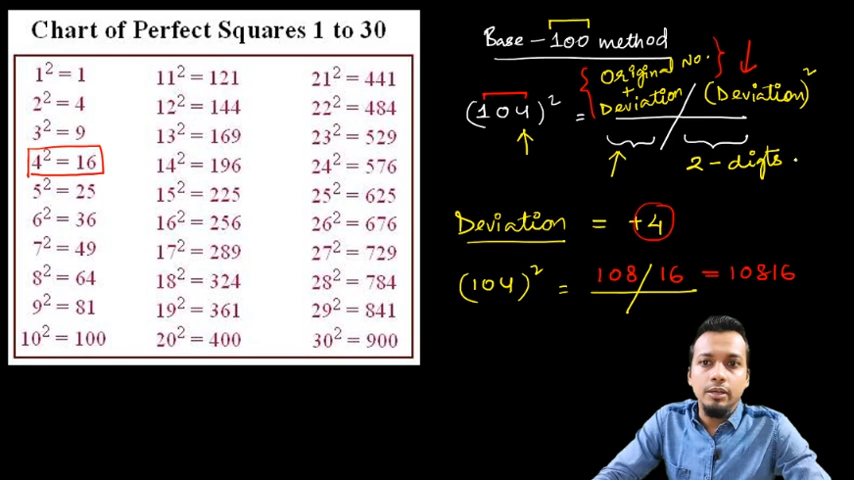 Chart of Perfect Squares 1 to 30
1² = 1
2² = 4
3² = 9
4² = 16
5² = 25
6² = 36
7² = 49
8² = 64
9² = 81
10² = 100
11² = 121
12² = 144
13² = 169
14² = 196
15² = 225
16² = 256
17² = 289
18² = 324
19² = 361
20² = 400
21² = 441
22² = 484
23² = 529
24² = 576
25² = 625
26² = 676
27² = 729
28² = 784
29² = 841
30² = 900
Base - 100 method
(104)² = { Original No. + Deviation } / (Deviation)²
2 - digts.
Deviation = +4
(104)² = 108 / 16 = 10816